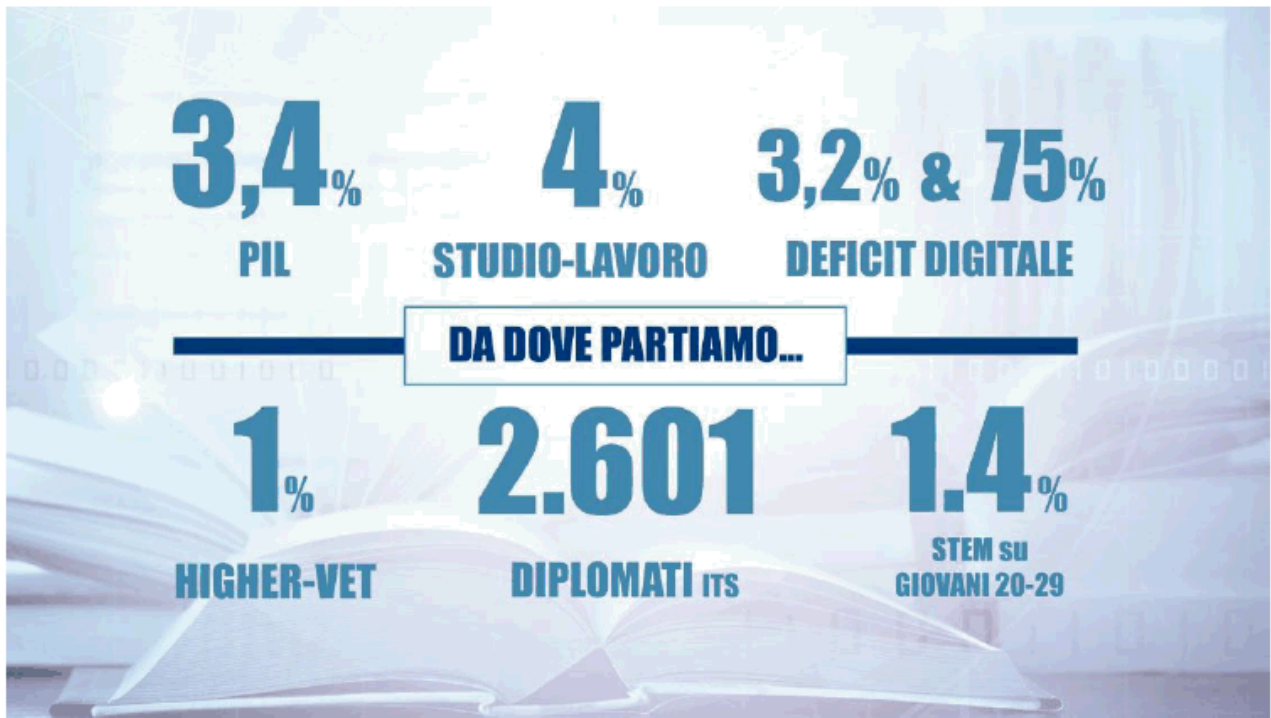 3,4% 4% 3,2% & 75%
PIL STUDIO-LAVORO DEFICIT DIGITALE
DA DOVE PARTIAMO...
1% 2.601 1.4%
HIGHER-VET DIPLOMATI ITS STEM su
GIOVANI 20-29